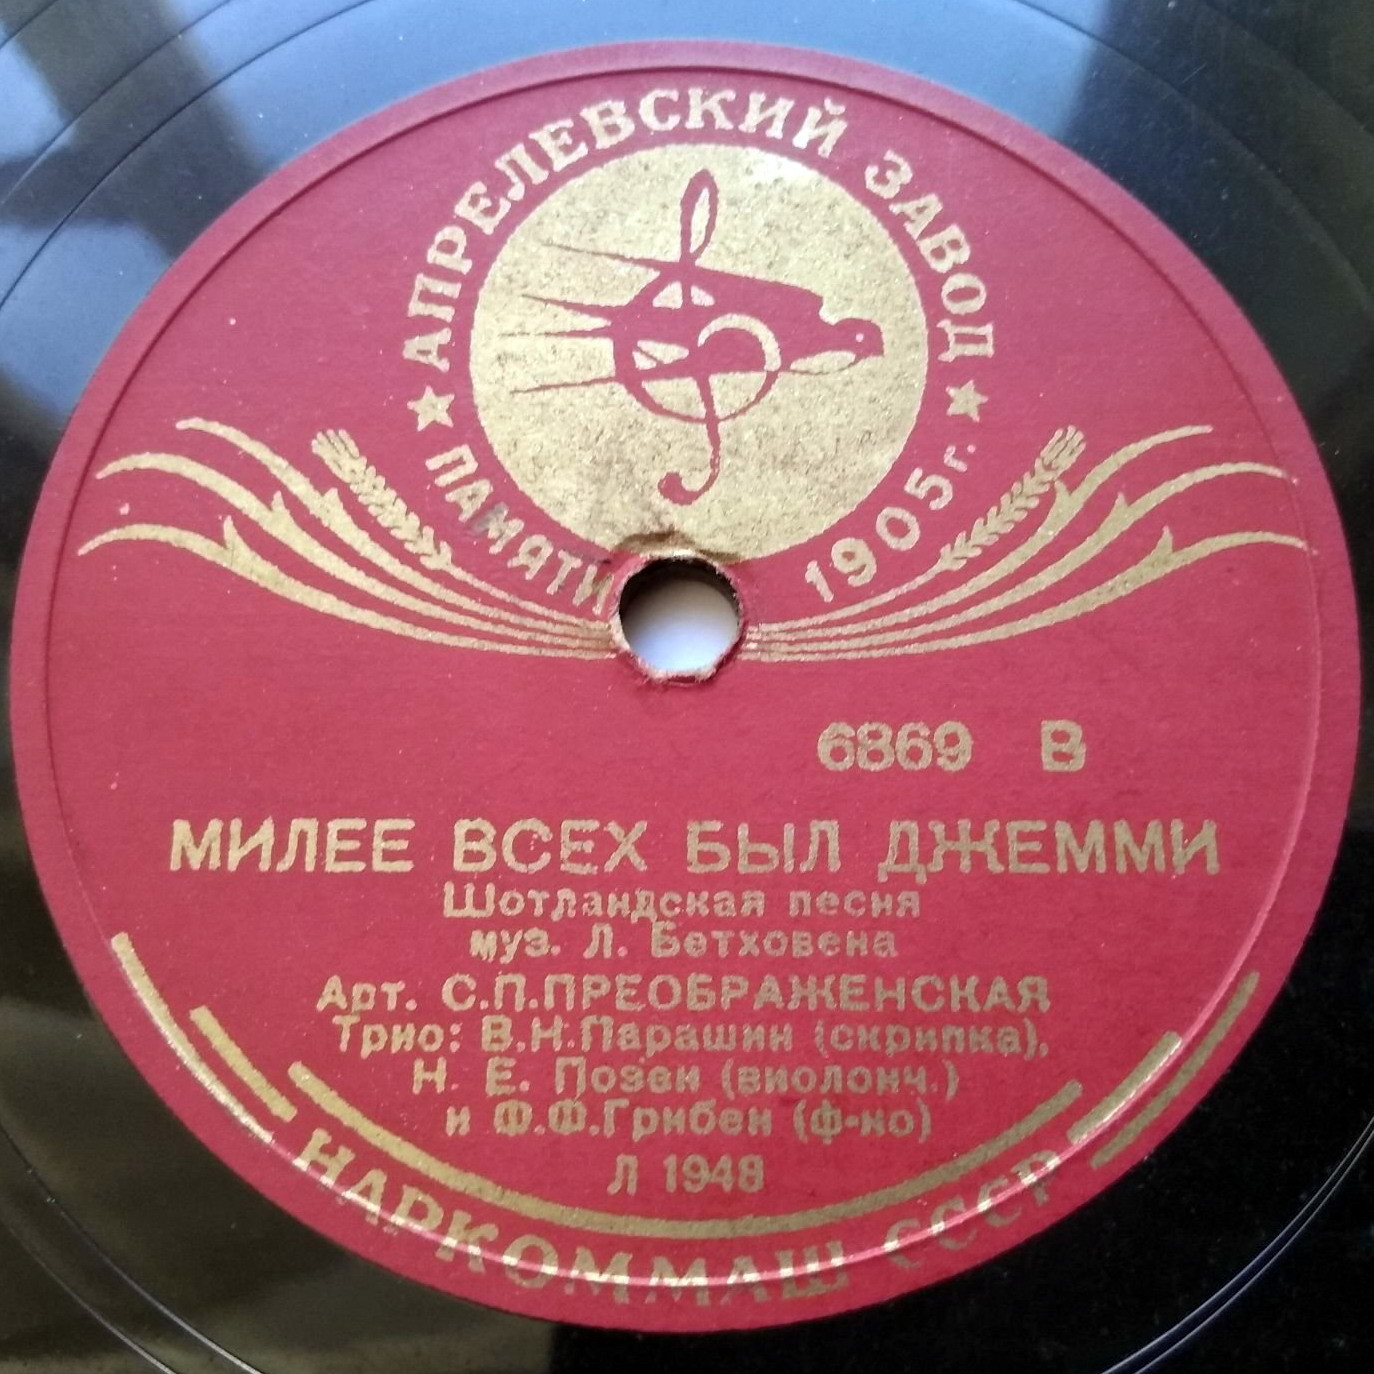 АПРЕЛЕВСКИЙ ЗАВОД
ПАМЯТИ 1905г.
6869 В
МИЛЕЕ ВСЕХ БЫЛ ДЖЕММИ
Шотландская песня
муз. Л. Бетховена
Арт. С.П.ПРЕОБРАЖЕНСКАЯ
Трио: В.Н.Парашин (скрипка),
Н. Е. Позен (виолонч.)
и Ф.Ф.Грибен (ф-но)
Л 1948
НАРКОММАШ СССР